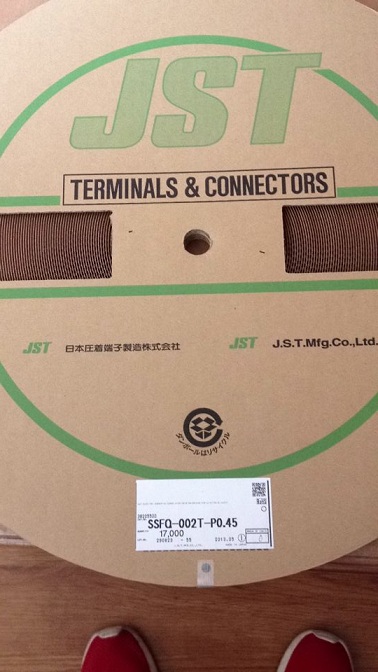 JST
TERMINALS & CONNECTORS
JST 日本圧着端子製造株式会社 JST J.S.T.Mfg.Co.,Ltd.
ダンボールはリサイクル
SSFQ-002T-P0.45
17,000